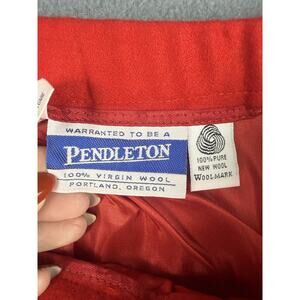 WARRANTED TO BE A
PENDLETON
100% VIRGIN WOOL
PORTLAND, OREGON
100% PURE
NEW WOOL
WOOLMARK